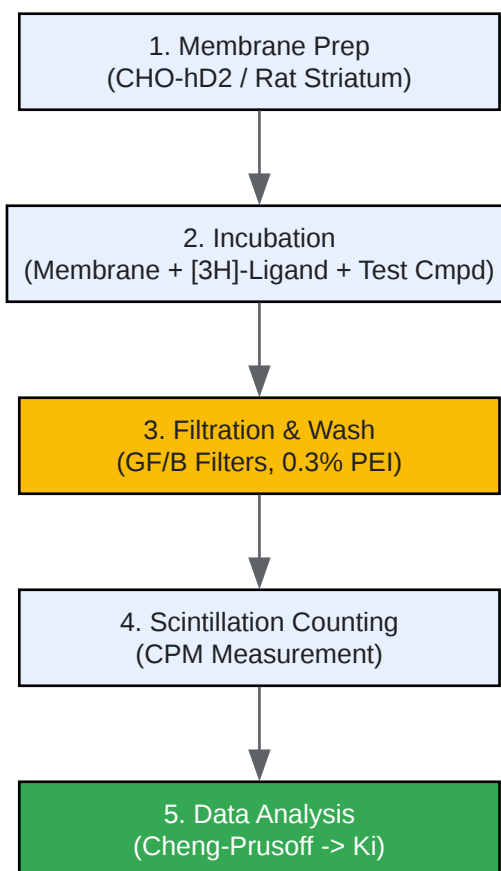 1. Membrane Prep
(CHO-hD2 / Rat Striatum)
2. Incubation
(Membrane + [3H]-Ligand + Test Cmpd)
3. Filtration & Wash
(GF/B Filters, 0.3% PEI)
4. Scintillation Counting
(CPM Measurement)
5. Data Analysis
(Cheng-Prusoff -> Ki)